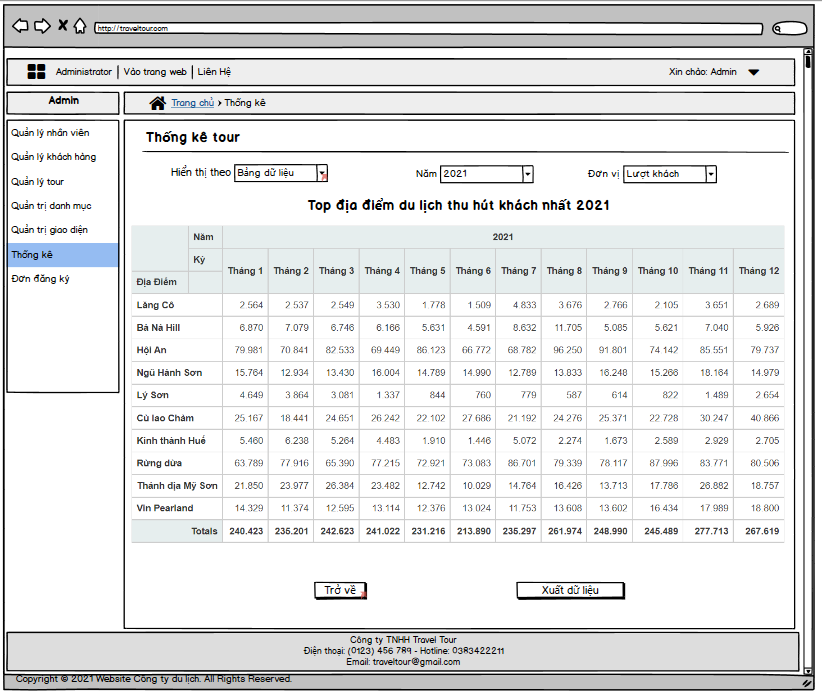 http://traveltour.com
Administrator | Vào trang web | Liên Hệ
Xin chào: Admin
Admin
Trang chủ › Thống kê
Quản lý nhân viên
Quản lý khách hàng
Quản lý tour
Quản trị danh mục
Quản trị giao diện
Thống kê
Đơn đăng ký
Thống kê tour
Hiển thị theo Bảng dữ liệu Năm 2021 Đơn vị Lượt khách
Top địa điểm du lịch thu hút khách nhất 2021
Năm 2021
Kỳ
Địa Điểm Tháng 1 Tháng 2 Tháng 3 Tháng 4 Tháng 5 Tháng 6 Tháng 7 Tháng 8 Tháng 9 Tháng 10 Tháng 11 Tháng 12
Lăng Cô 2.564 2.537 2.549 3.530 1.778 1.509 4.833 3.676 2.766 2.105 3.651 2.689
Bà Nà Hill 6.870 7.079 6.746 6.166 5.631 4.591 8.632 11.705 5.085 5.621 7.040 5.926
Hội An 79.981 70.841 82.533 69.449 86.123 66.772 68.782 96.250 91.801 74.142 85.551 79.737
Ngũ Hành Sơn 15.764 12.934 13.430 16.004 14.789 14.990 12.789 13.833 16.248 15.266 18.164 14.979
Lý Sơn 4.649 3.864 3.081 1.337 844 760 779 587 614 822 1.489 2.654
Cù lao Chàm 25.167 18.441 24.651 26.242 22.102 27.686 21.192 24.276 25.371 22.728 30.247 40.866
Kinh thành Huế 5.460 6.238 5.264 4.483 1.910 1.446 5.072 2.274 1.673 2.589 2.929 2.705
Rừng dừa 63.789 77.916 65.390 77.215 72.921 73.083 86.701 79.339 78.117 87.996 83.771 80.506
Thánh địa Mỹ Sơn 21.850 23.977 26.384 23.482 12.742 10.029 14.764 16.426 13.713 17.786 26.882 18.757
Vin Pearland 14.329 11.374 12.595 13.114 12.376 13.024 11.753 13.608 13.602 16.434 17.989 18.800
Totals 240.423 235.201 242.623 241.022 231.216 213.890 235.297 261.974 248.990 245.489 277.713 267.619
Trở về Xuất dữ liệu
Công ty TNHH Travel Tour
Điện thoại: (0123) 456 789 - Hotline: 0383422211
Email: traveltour@gmail.com
Copyright © 2021 Website Công ty du lịch. All Rights Reserved.